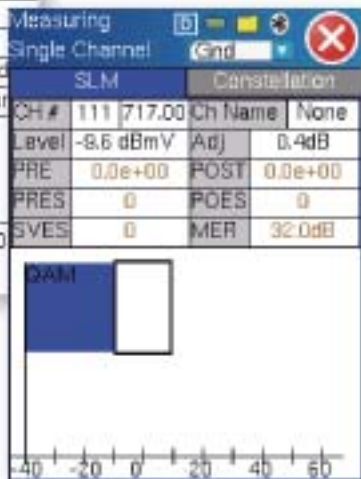 Measuring D
Single Channel Gind
SLM Constellation
CH # 111 717.00 Ch Name None
Level -9.6 dBmV Adj 0.4dB
PRE 0.0e+00 POST 0.0e+00
PRES 0 POES 0
SVES 0 MER 32.0dB
QAM
-40 -20 0 20 40 60